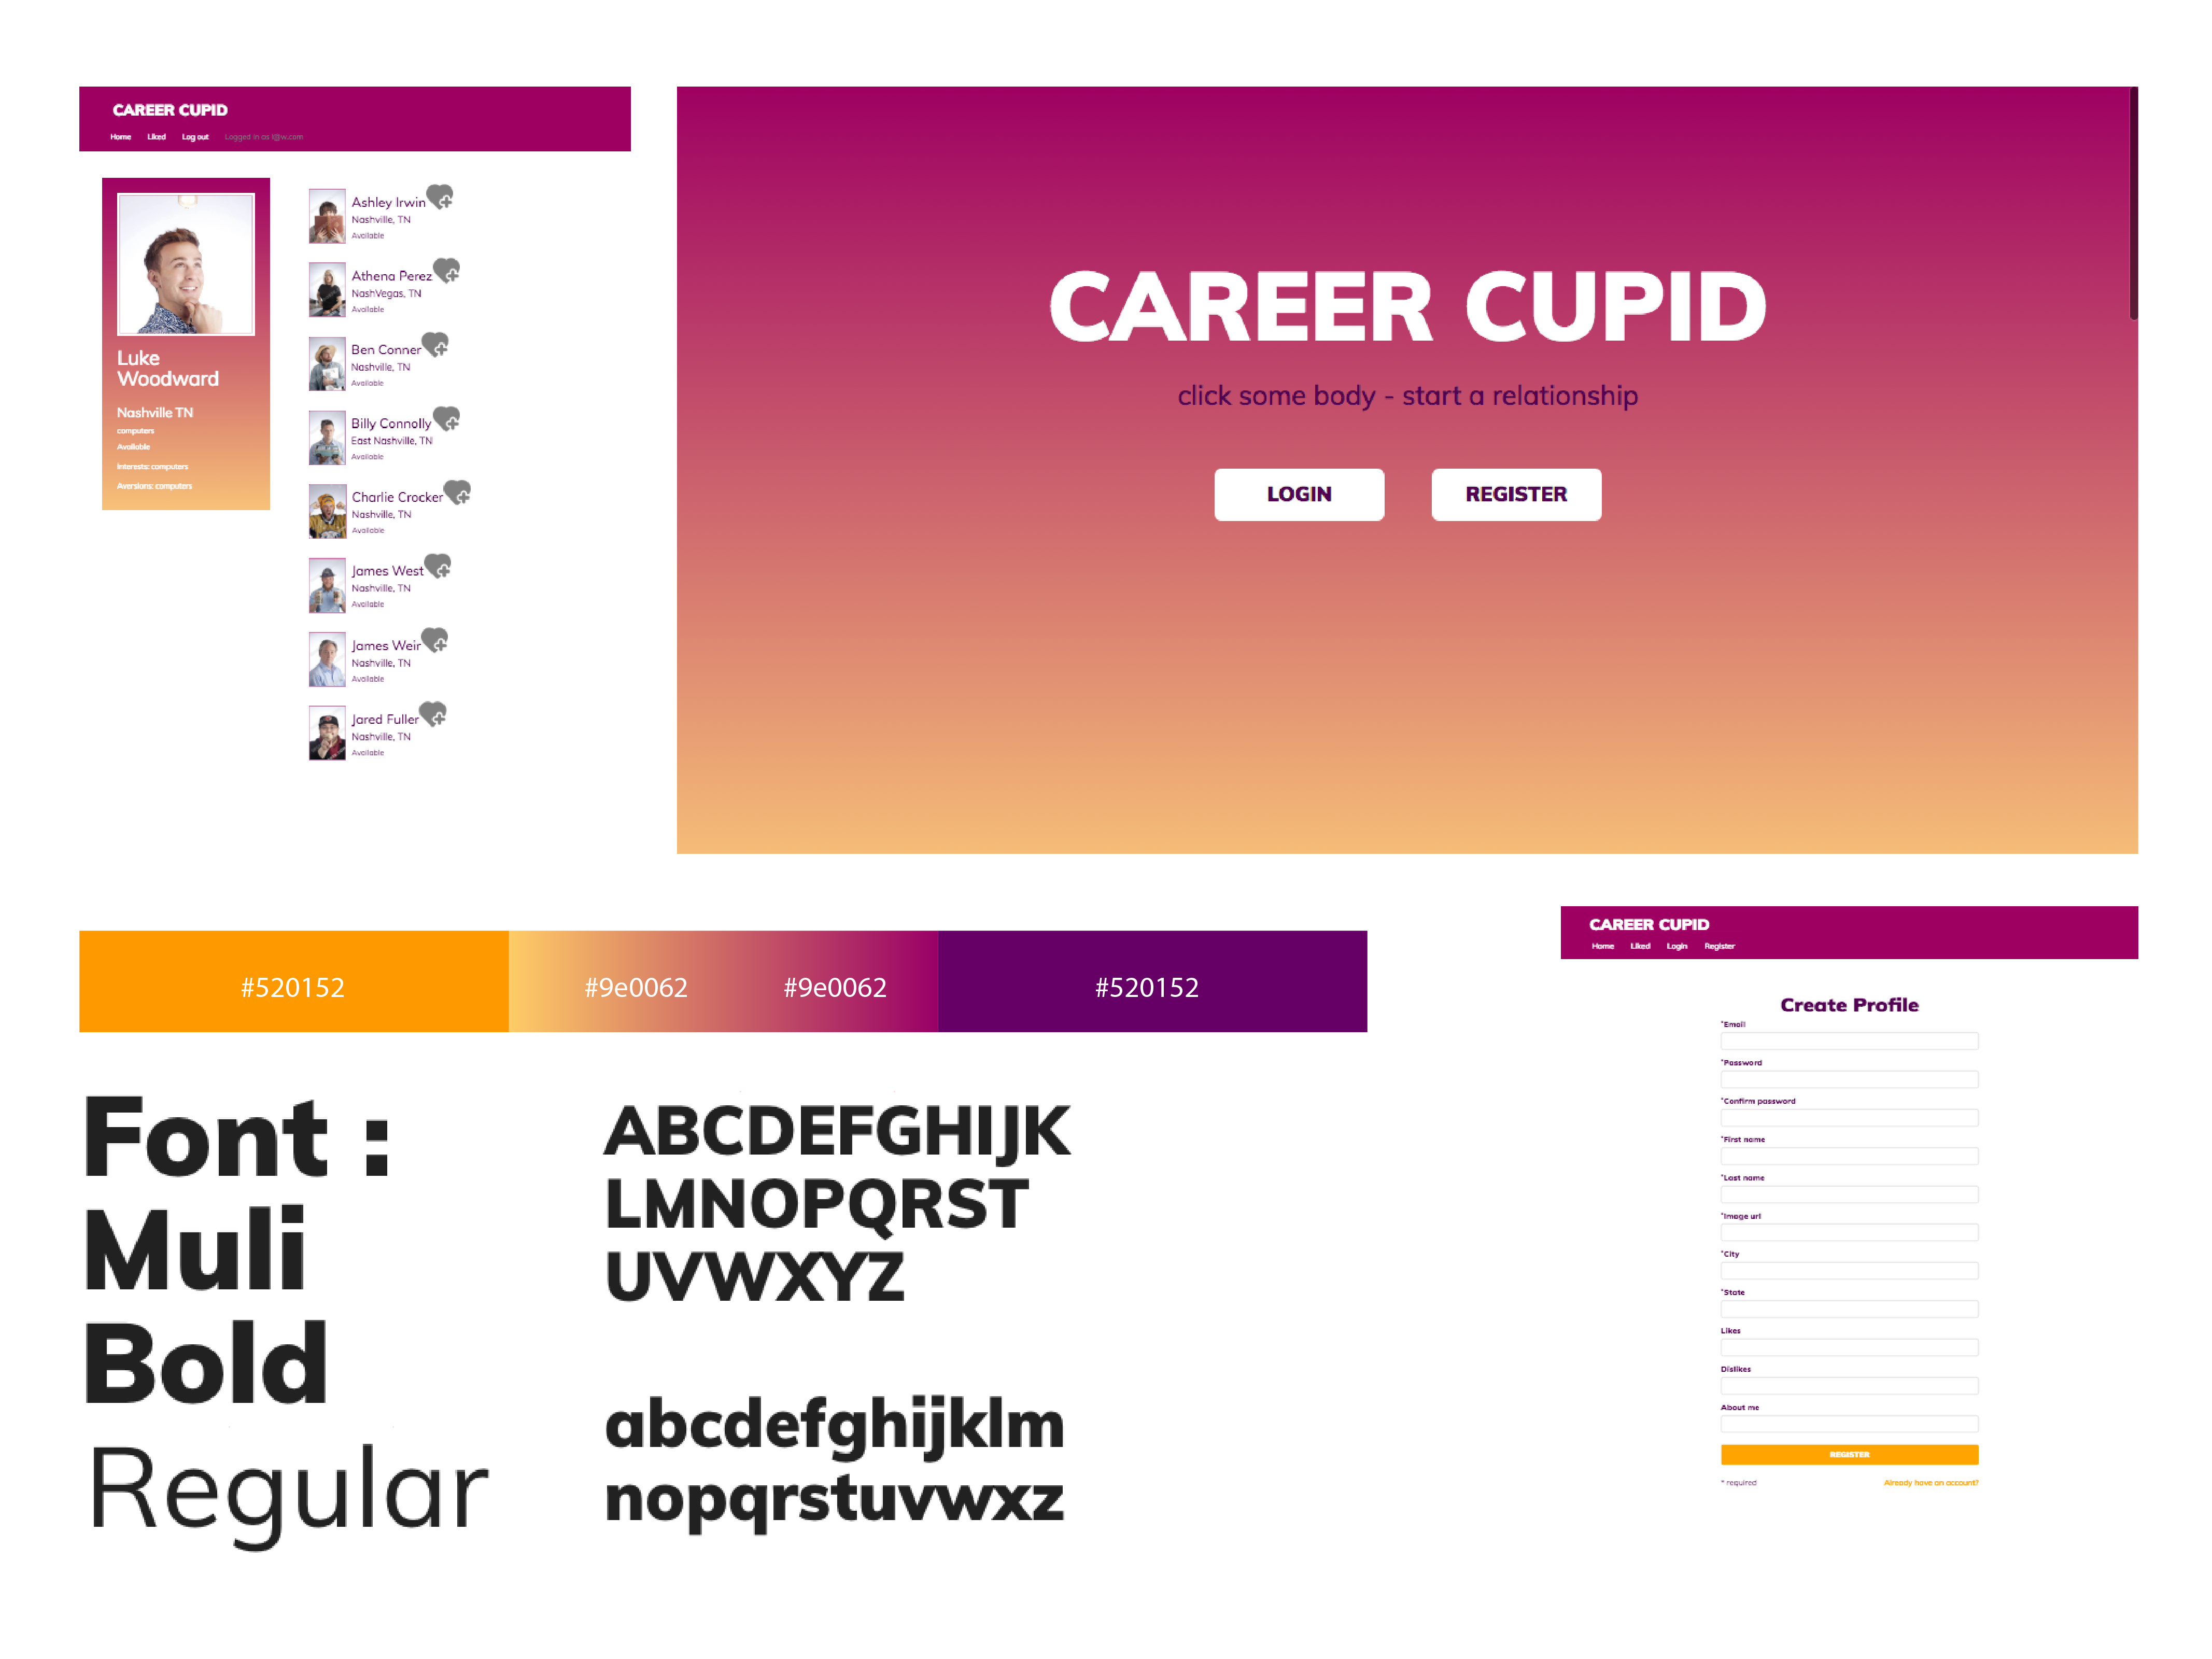 CAREER CUPID
Home Liked Log out Logged in as l@w.com
Luke
Woodward
Nashville TN
computers
Available
Interests: computers
Aversions: computers
Ashley Irwin
Nashville, TN
Available
Athena Perez
NashVegas, TN
Available
Ben Conner
Nashville, TN
Available
Billy Connolly
East Nashville, TN
Available
Charlie Crocker
Nashville, TN
Available
James West
Nashville, TN
Available
James Weir
Nashville, TN
Available
Jared Fuller
Nashville, TN
Available
CAREER CUPID
click some body - start a relationship
LOGIN REGISTER
#520152 #9e0062 #9e0062 #520152
Font :
Muli
Bold
Regular
ABCDEFGHIJK
LMNOPQRST
UVWXYZ
abcdefghijklm
nopqrstuvwxz
CAREER CUPID
Home Liked Login Register
Create Profile
*Email
*Password
*Confirm password
*First name
*Last name
*Image url
*City
*State
Likes
Dislikes
About me
REGISTER
* required Already have an account?